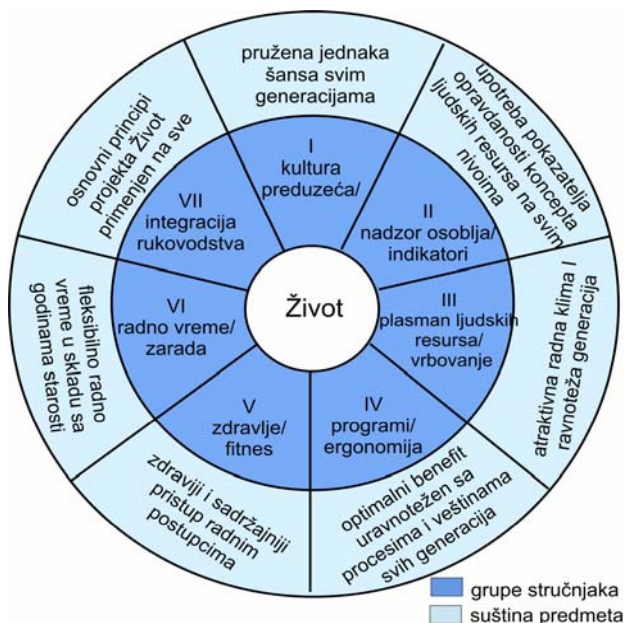 pružena jednaka
šansa svim
generacijama
upotreba pokazatelja
opravdanosti koncepta
ljudskih resursa na svim
nivoima
atraktivna radna klima I
ravnoteža generacija
optimalni benefit
uravnotežen sa
procesima i veštinama
svih generacija
zdraviji i sadržajniji
pristup radnim
postupcima
fleksibilno radno
vreme u skladu sa
godinama starosti
osnovni principi
projekta Život
primenjen na sve
I
kultura
preduzeća/
II
nadzor osoblja/
indikatori
III
plasman ljudskih
resursa/
vrbovanje
IV
programi/
ergonomija
V
zdravlje/
fitnes
VI
radno vreme/
zarada
VII
integracija
rukovodstva
Život
grupe stručnjaka
suština predmeta